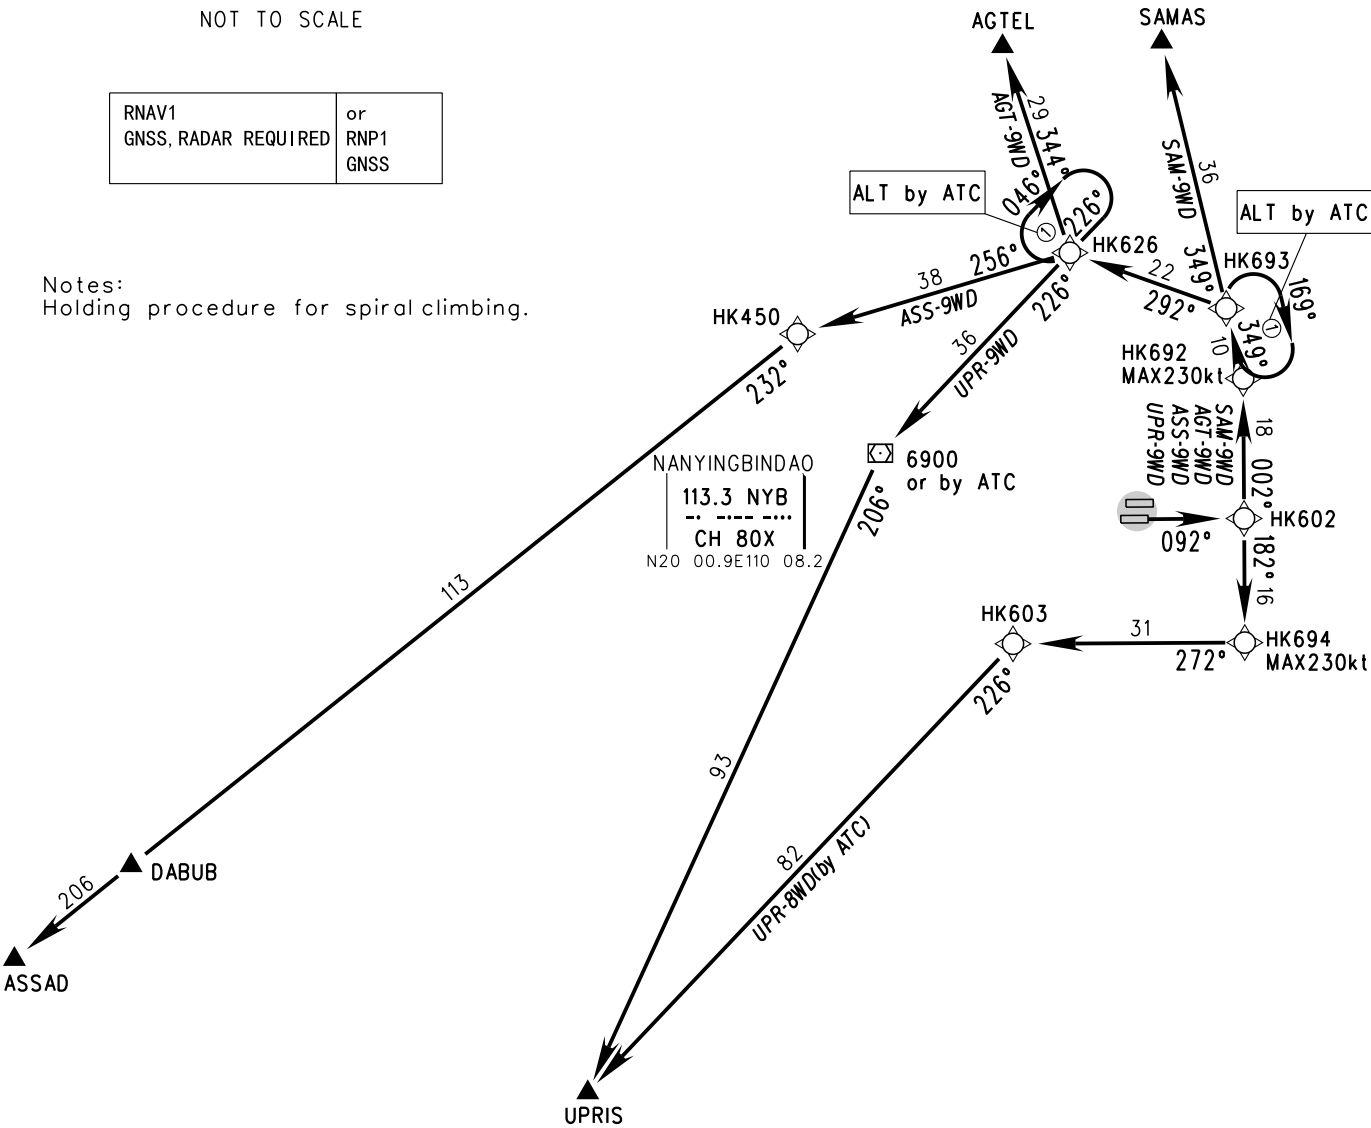 NOT TO SCALE
AGTEL
SAMAS
RNAV1
GNSS, RADAR REQUIRED
or
RNP1
GNSS
29 344°
AGT-9WD
36
SAM-9WD
349°
ALT by ATC
046°
226°
1
HK626
ALT by ATC
HK693
169°
349°
1
22
292°
Notes:
Holding procedure for spiral climbing.
38 256°
ASS-9WD
HK450
232°
226°
36
UPR-9WD
10
HK692
MAX230kt
SAM-9WD
AGT-9WD
ASS-9WD
UPR-9WD
18 002°
NANYINGBINDAO
113.3 NYB
-· -·-- -···
CH 80X
N20 00.9E110 08.2
6900
or by ATC
206°
092°
HK602
182° 16
113
HK603
31
272°
HK694
MAX230kt
226°
93
82
UPR-8WD(by ATC)
DABUB
206
ASSAD
UPRIS